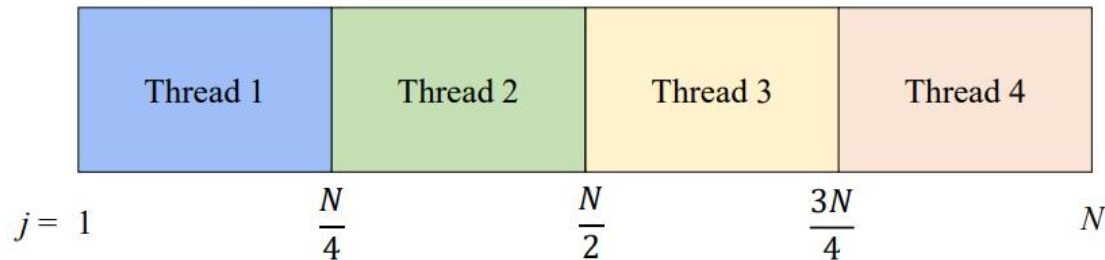 Thread 1 Thread 2 Thread 3 Thread 4
j = 1 N/4 N/2 3N/4 N